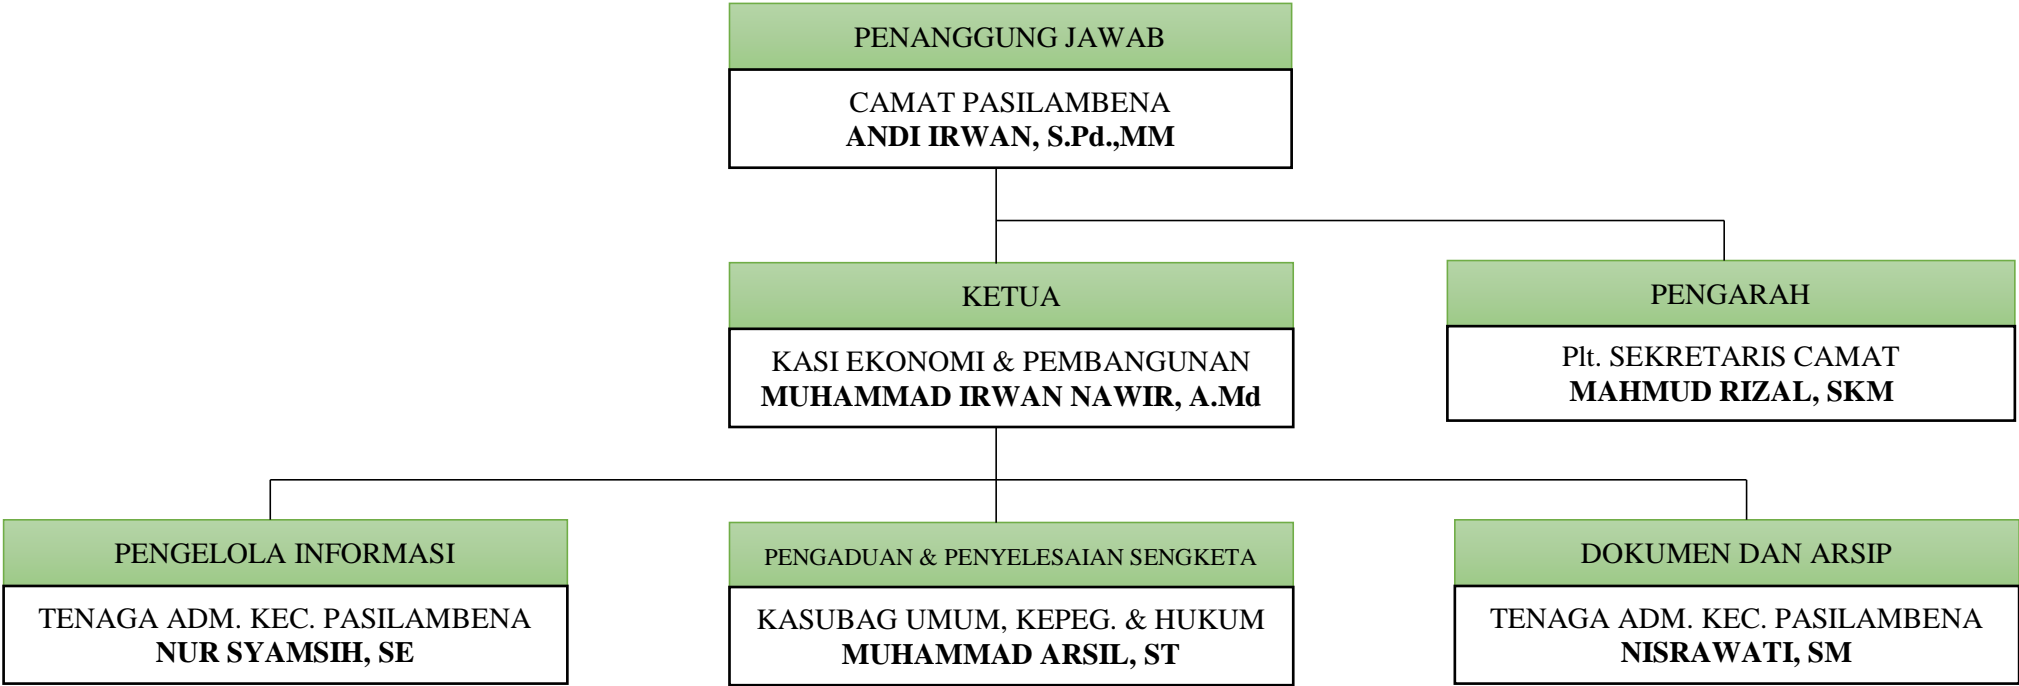 PENANGGUNG JAWAB
CAMAT PASILAMBENA
ANDI IRWAN, S.Pd.,MM
KETUA
KASI EKONOMI & PEMBANGUNAN
MUHAMMAD IRWAN NAWIR, A.Md
PENGARAH
Plt. SEKRETARIS CAMAT
MAHMUD RIZAL, SKM
PENGELOLA INFORMASI
TENAGA ADM. KEC. PASILAMBENA
NUR SYAMSIH, SE
PENGADUAN & PENYELESAIAN SENGKETA
KASUBAG UMUM, KEPEG. & HUKUM
MUHAMMAD ARSIL, ST
DOKUMEN DAN ARSIP
TENAGA ADM. KEC. PASILAMBENA
NISRAWATI, SM